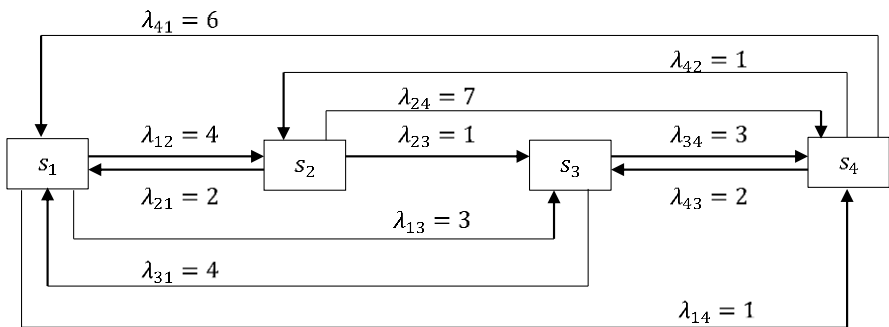 λ₄₁ = 6
λ₄₂ = 1
λ₂₄ = 7
λ₁₂ = 4
λ₂₃ = 1
λ₃₄ = 3
s₁
s₂
s₃
s₄
λ₂₁ = 2
λ₄₃ = 2
λ₁₃ = 3
λ₃₁ = 4
λ₁₄ = 1